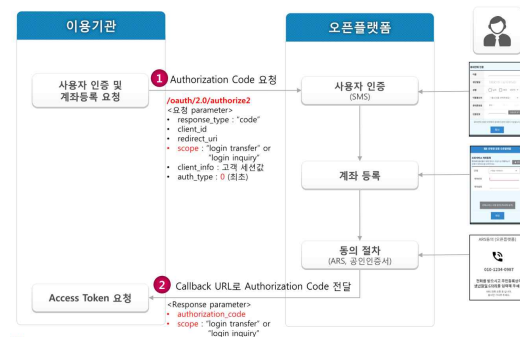 이용기관
오픈플랫폼
사용자 인증 및
계좌등록 요청
1 Authorization Code 요청
/oauth/2.0/authorize2
<요청 parameter>
• response_type : "code"
• client_id
• redirect_uri
• scope : "login transfer" or
"login inquiry"
• client_info : 고객 세션값
• auth_type : 0 (최초)
사용자 인증
(SMS)
계좌 등록
동의 절차
(ARS, 공인인증서)
2 Callback URL로 Authorization Code 전달
Access Token 요청
<Response parameter>
• authorization_code
• scope : "login transfer" or
"login inquiry"
010-1234-0987